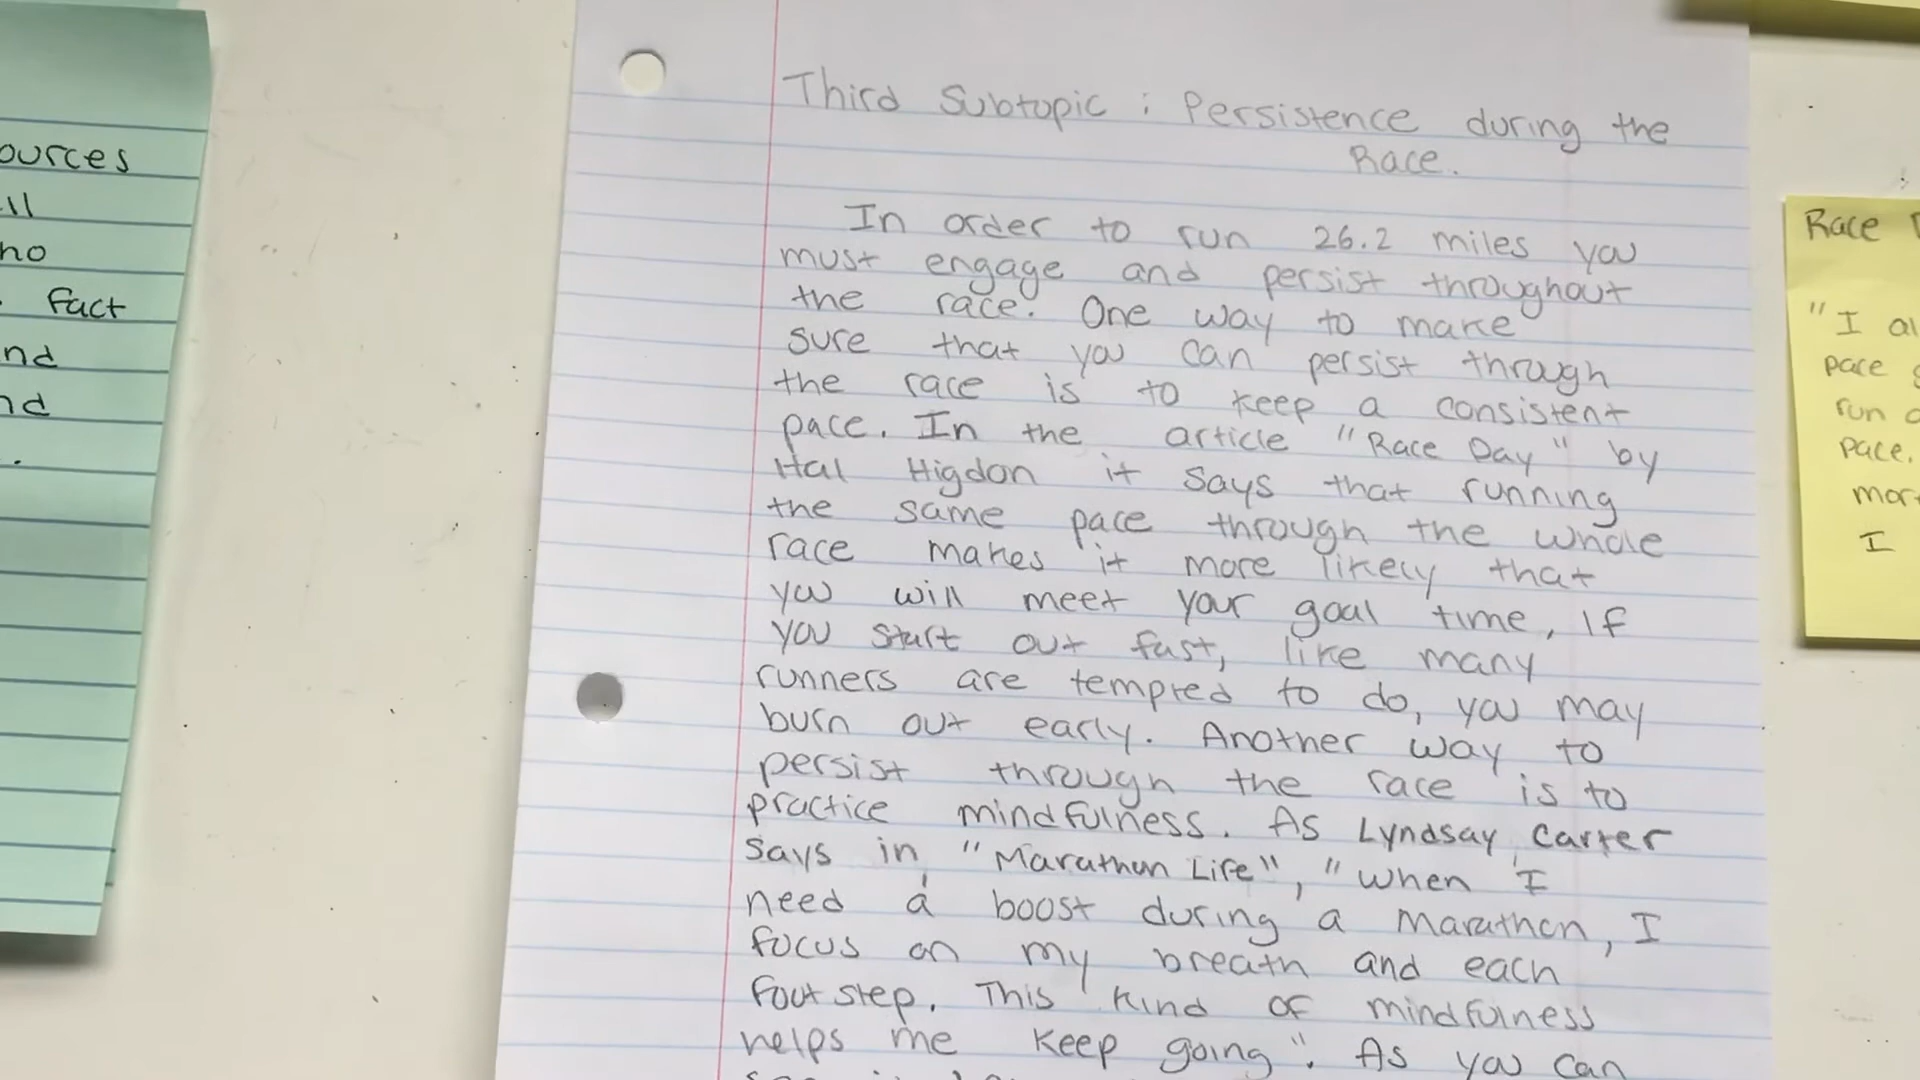 ources
ll
no
fact
nd
nd
.
Third Subtopic : Persistence during the
Race.
In order to run 26.2 miles you
must engage and persist throughout
the race. One way to make
sure that you can persist through
the race is to keep a consistent
pace. In the article "Race Day" by
Hal Higdon it says that running
the same pace through the whole
race makes it more likely that
you will meet your goal time. If
you start out fast, like many
runners are tempted to do, you may
burn out early. Another way to
persist through the race is to
practice mindfulness. As Lyndsay Carter
says in "Marathon Life", "when I
need a boost during a marathon, I
focus on my breath and each
foot step. This kind of mindfulness
helps me keep going". As you can
Race
"I al
pace
run
pace.
mor
I